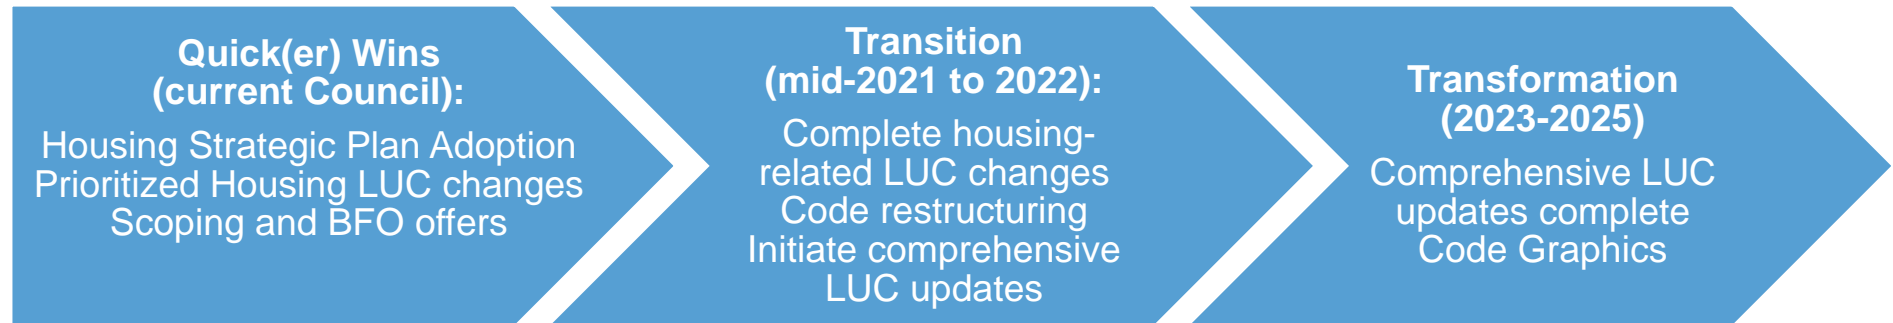 Quick(er) Wins
(current Council):
Housing Strategic Plan Adoption
Prioritized Housing LUC changes
Scoping and BFO offers
Transition
(mid-2021 to 2022):
Complete housing-
related LUC changes
Code restructuring
Initiate comprehensive
LUC updates
Transformation
(2023-2025)
Comprehensive LUC
updates complete
Code Graphics